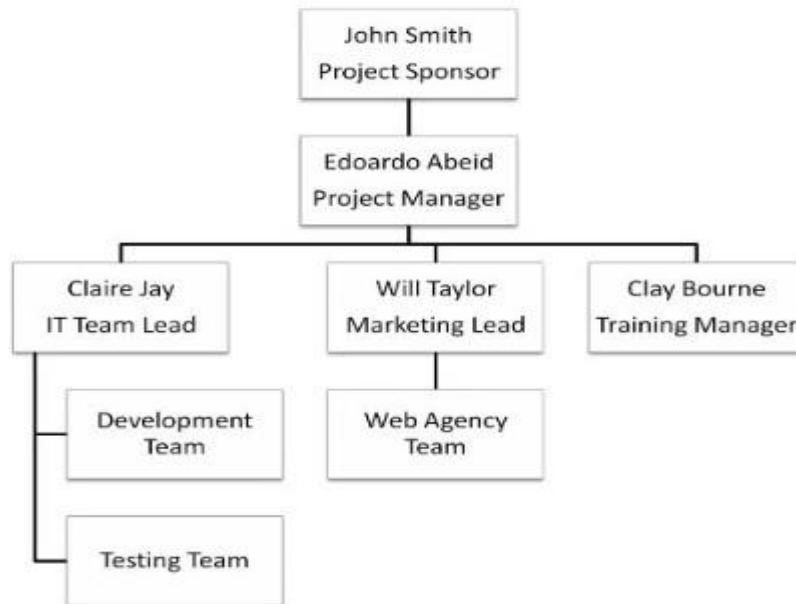 John Smith
Project Sponsor
Edoardo Abeid
Project Manager
Claire Jay
IT Team Lead
Will Taylor
Marketing Lead
Clay Bourne
Training Manager
Development
Team
Web Agency
Team
Testing Team